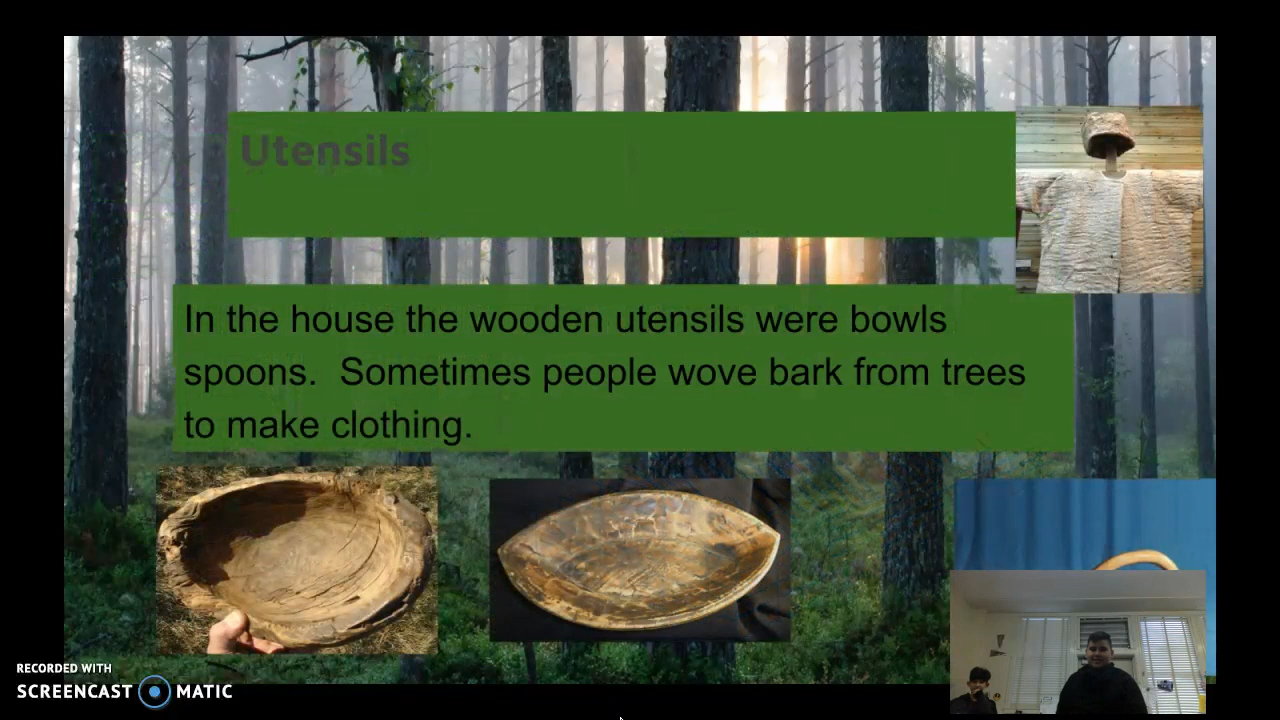 Utensils
In the house the wooden utensils were bowls
spoons.  Sometimes people wove bark from trees
to make clothing.
RECORDED WITH
SCREENCAST MATIC